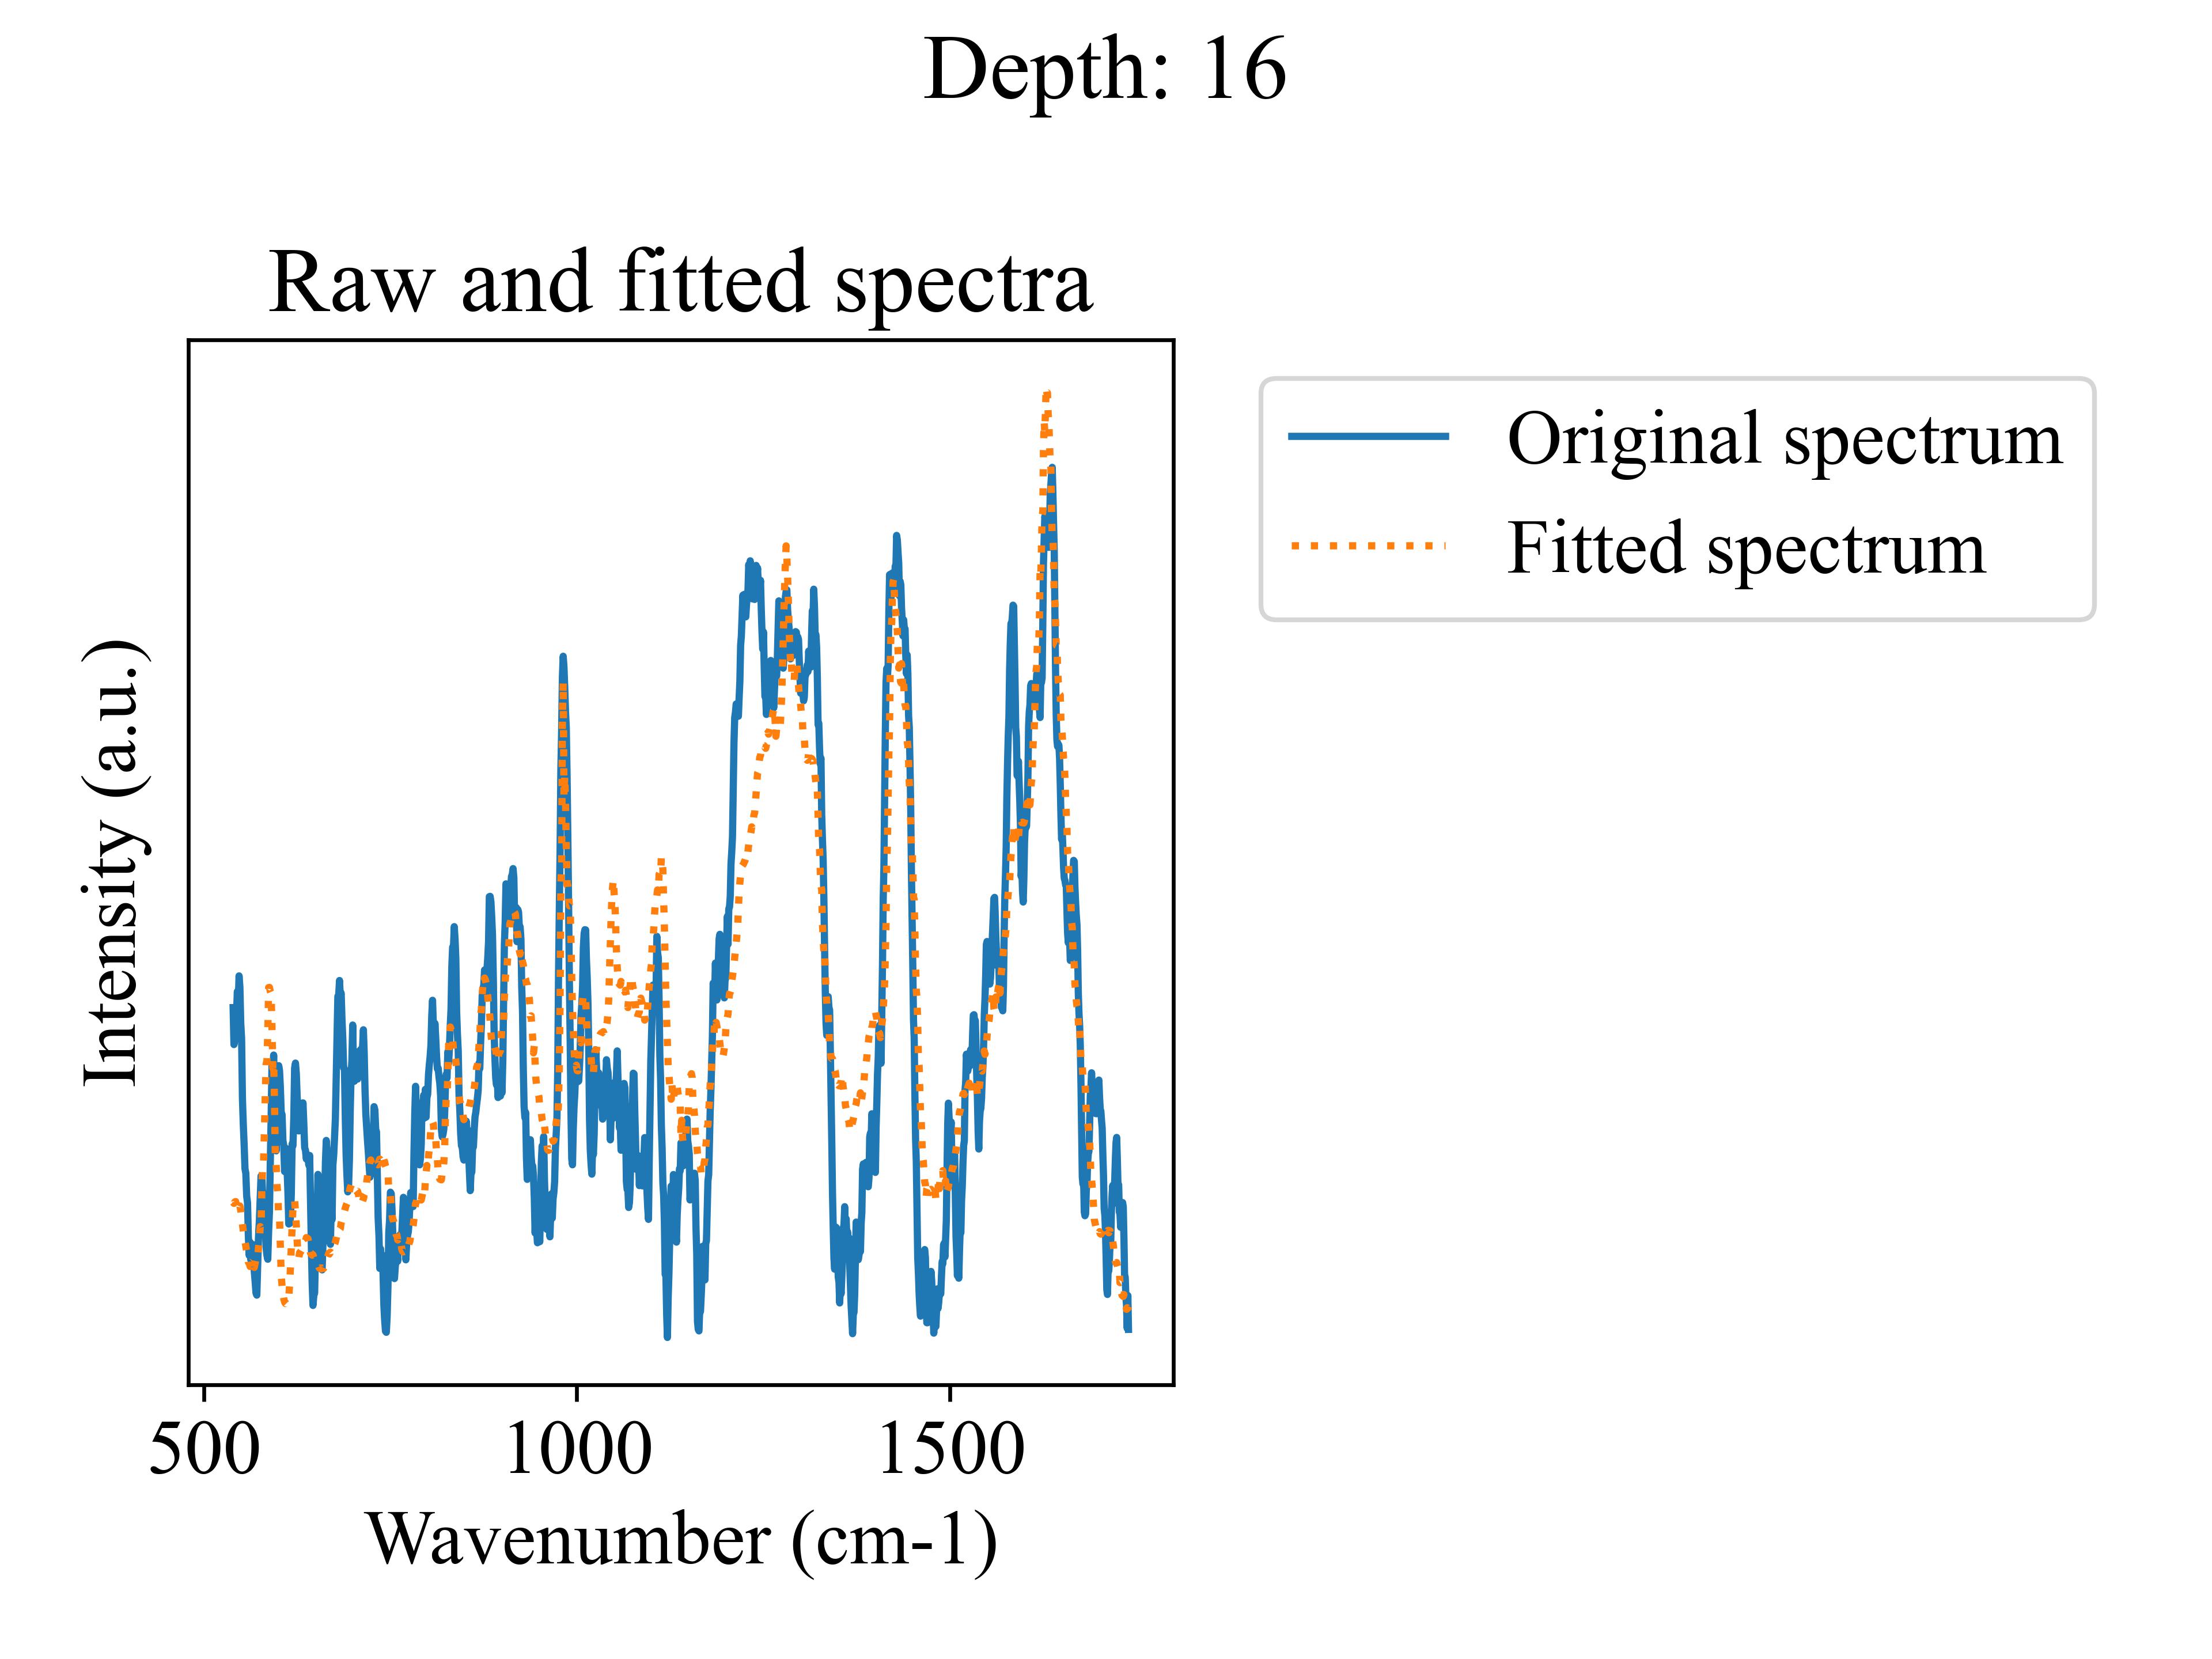 Depth: 16
Raw and fitted spectra
Original spectrum
Fitted spectrum
Intensity (a.u.)
500 1000 1500
Wavenumber (cm-1)